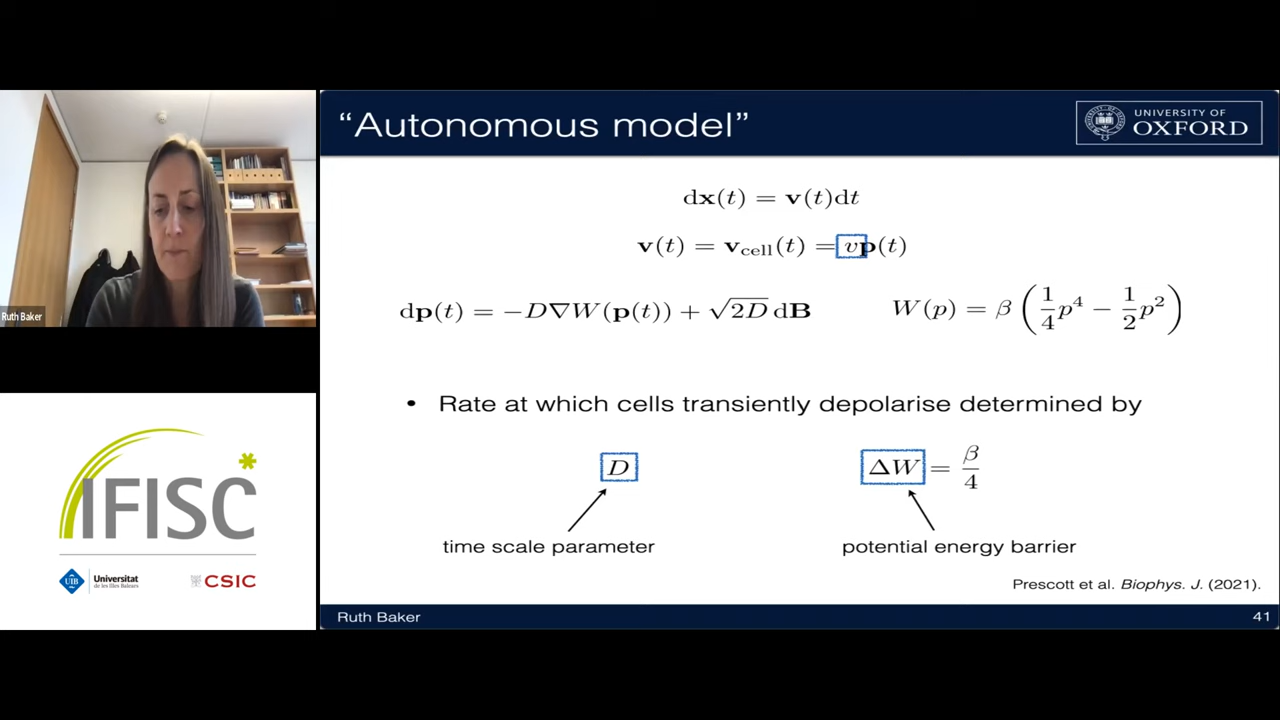 “Autonomous model”
UNIVERSITY OF
OXFORD
dx(t) = v(t)dt
v(t) = v_cell(t) = vp(t)
dp(t) = −D∇W(p(t)) + √2D dB
W(p) = β (1/4 p⁴ − 1/2 p²)
• Rate at which cells transiently depolarise determined by
D
ΔW = β/4
time scale parameter
potential energy barrier
Prescott et al. Biophys. J. (2021).
Ruth Baker
41
Ruth Baker
IFISC
UIB
Universitat
de les Illes Balears
CSIC